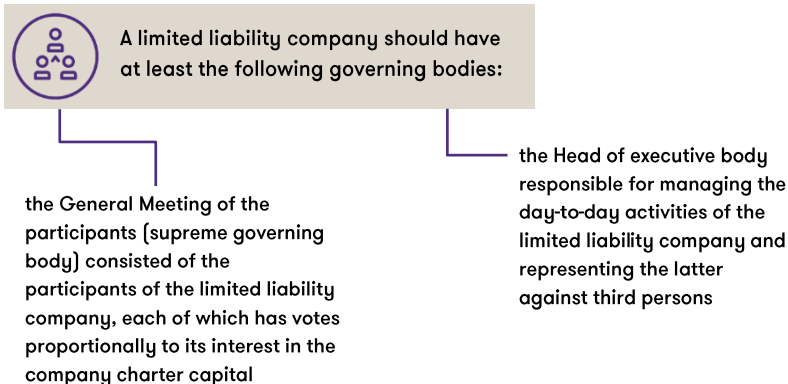 A limited liability company should have
at least the following governing bodies:
the General Meeting of the
participants (supreme governing
body) consisted of the
participants of the limited liability
company, each of which has votes
proportionally to its interest in the
company charter capital
the Head of executive body
responsible for managing the
day-to-day activities of the
limited liability company and
representing the latter
against third persons